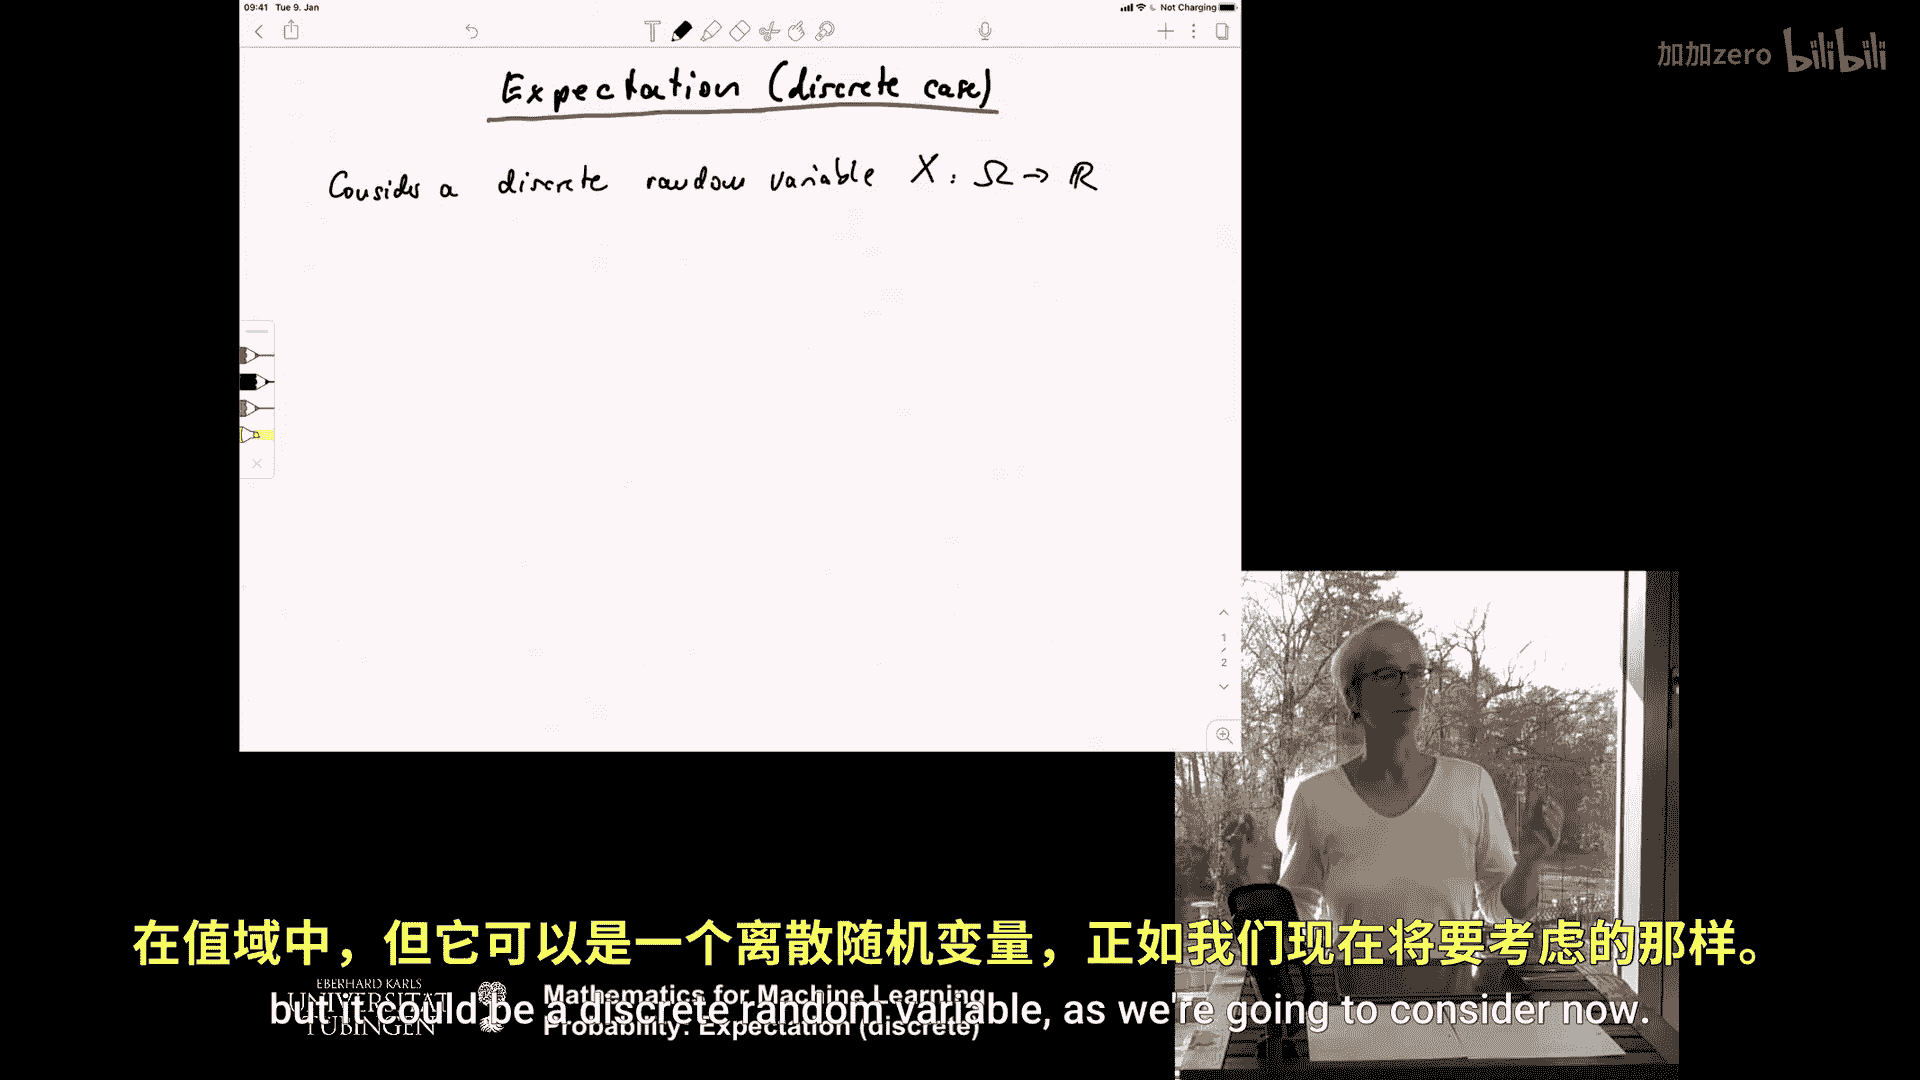 09:41 Tue 9. Jan
Not Charging
加加zero bilibili
Expectation (discrete case)
Consider a discrete random variable X : Ω → ℝ
1
/
2
在值域中，但它可以是一个离散随机变量，正如我们现在将要考虑的那样。
EBERHARD KARLS
UNIVERSITÄT
TÜBINGEN
Mathematics for Machine Learning
Probability: Expectation (discrete)
but it could be a discrete random variable, as we're going to consider now.